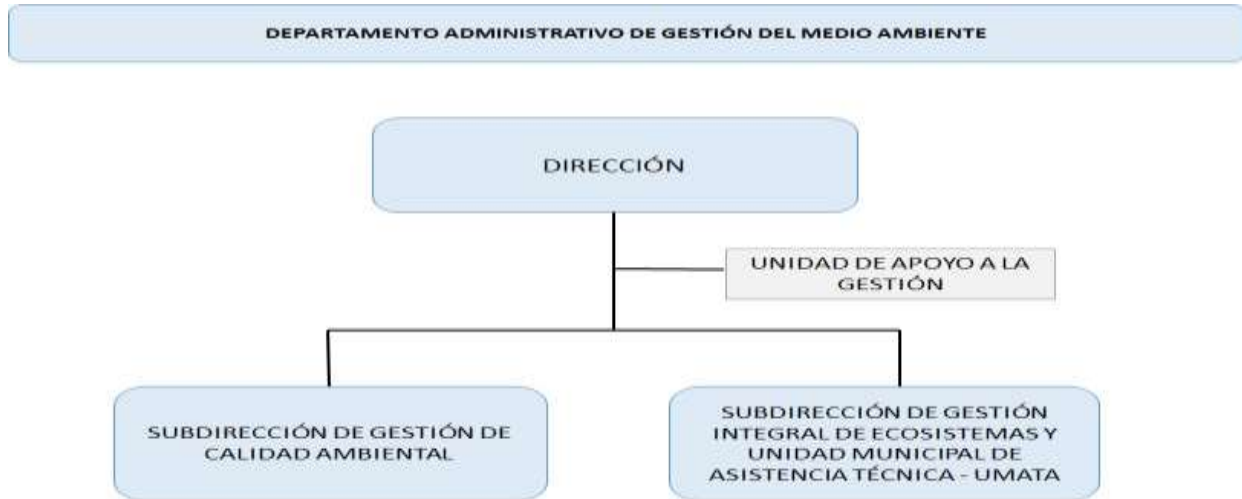 DEPARTAMENTO ADMINISTRATIVO DE GESTIÓN DEL MEDIO AMBIENTE
DIRECCIÓN
UNIDAD DE APOYO A LA
GESTIÓN
SUBDIRECCIÓN DE GESTIÓN DE
CALIDAD AMBIENTAL
SUBDIRECCIÓN DE GESTIÓN
INTEGRAL DE ECOSISTEMAS Y
UNIDAD MUNICIPAL DE
ASISTENCIA TÉCNICA - UMATA